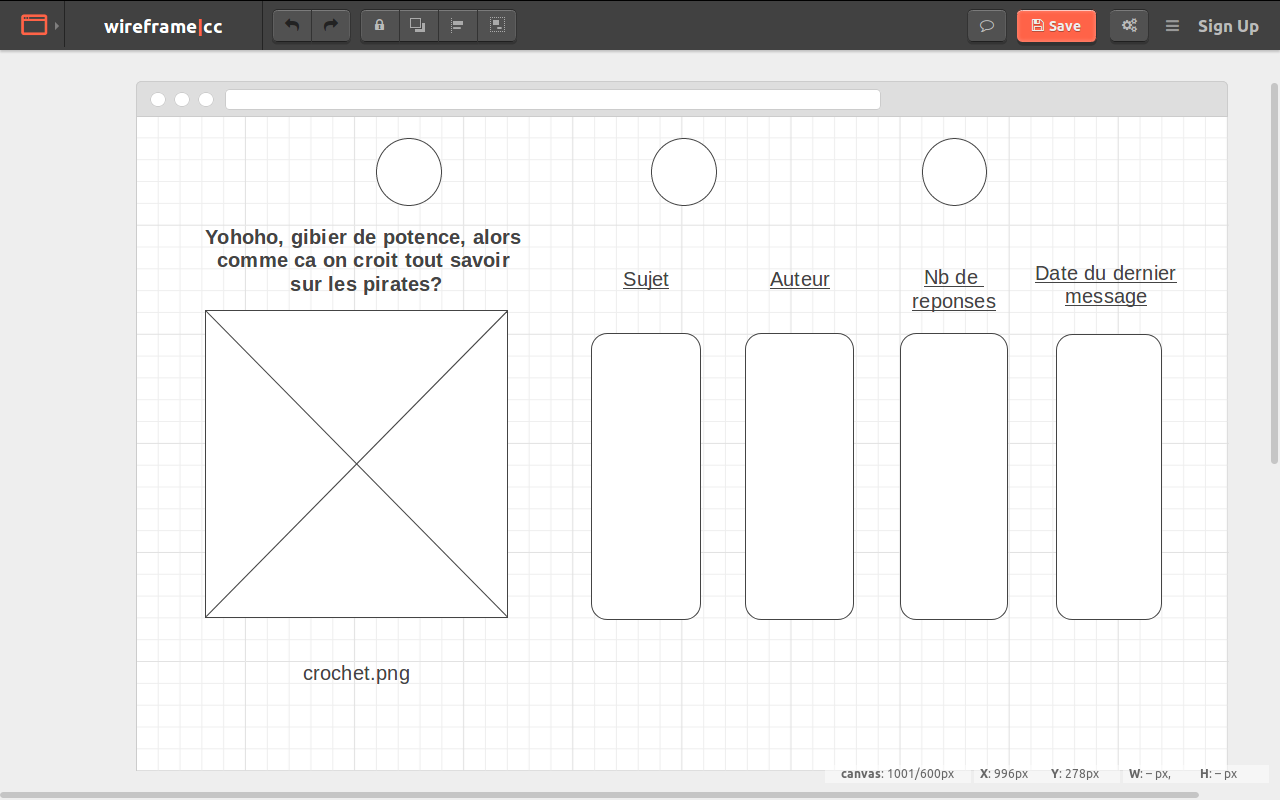 wireframe|cc
Save
Sign Up
Yohoho, gibier de potence, alors
comme ca on croit tout savoir
sur les pirates?
Sujet
Auteur
Nb de
reponses
Date du dernier
message
crochet.png
canvas: 1001/600px
X: 996px
Y: 278px
W: – px,
H: – px